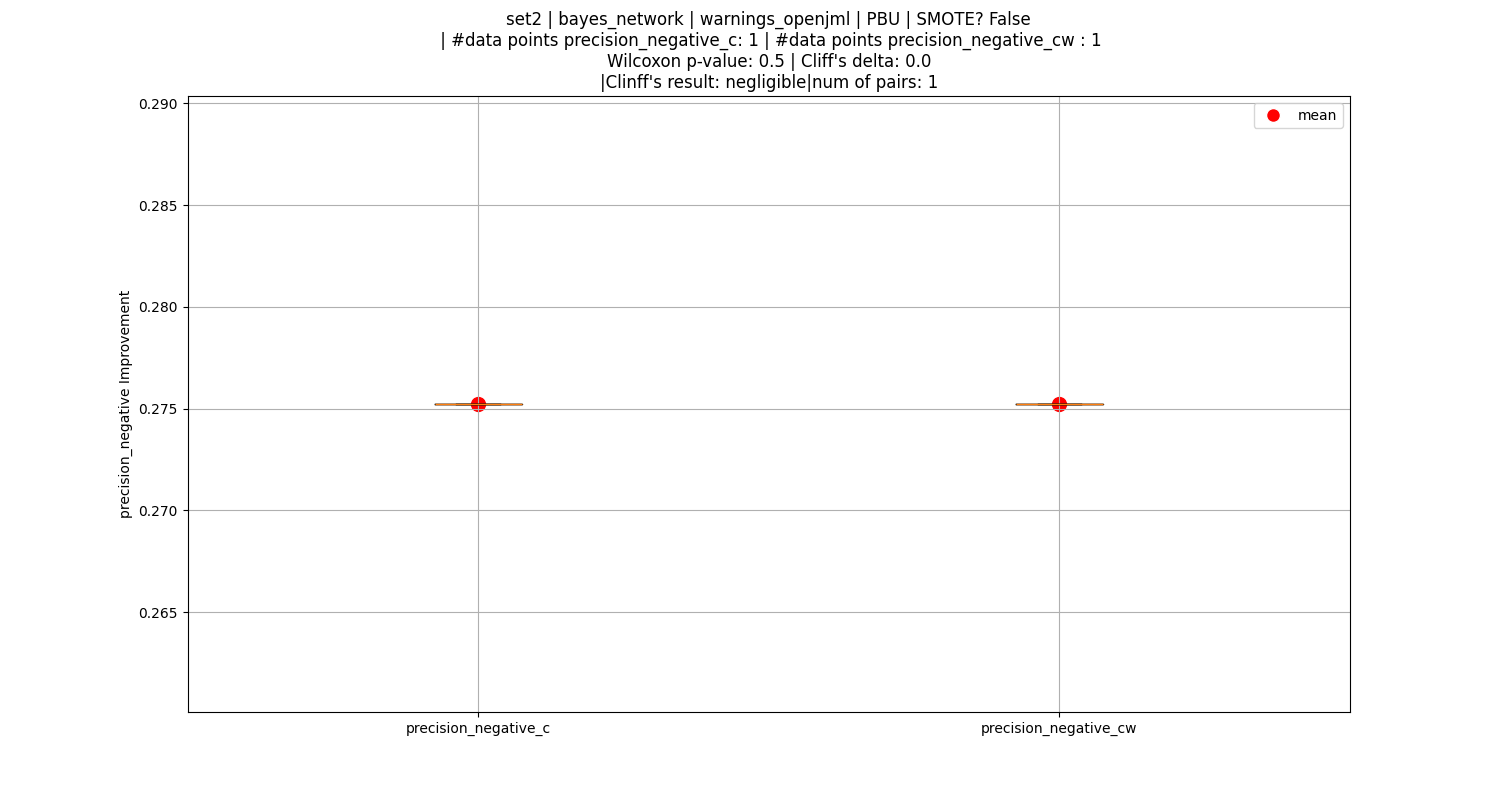 set2 | bayes_network | warnings_openjml | PBU | SMOTE? False
| #data points precision_negative_c: 1 | #data points precision_negative_cw : 1
Wilcoxon p-value: 0.5 | Cliff's delta: 0.0
|Clinff's result: negligible|num of pairs: 1
mean
0.290
0.285
0.280
0.275
0.270
0.265
precision_negative Improvement
precision_negative_c
precision_negative_cw